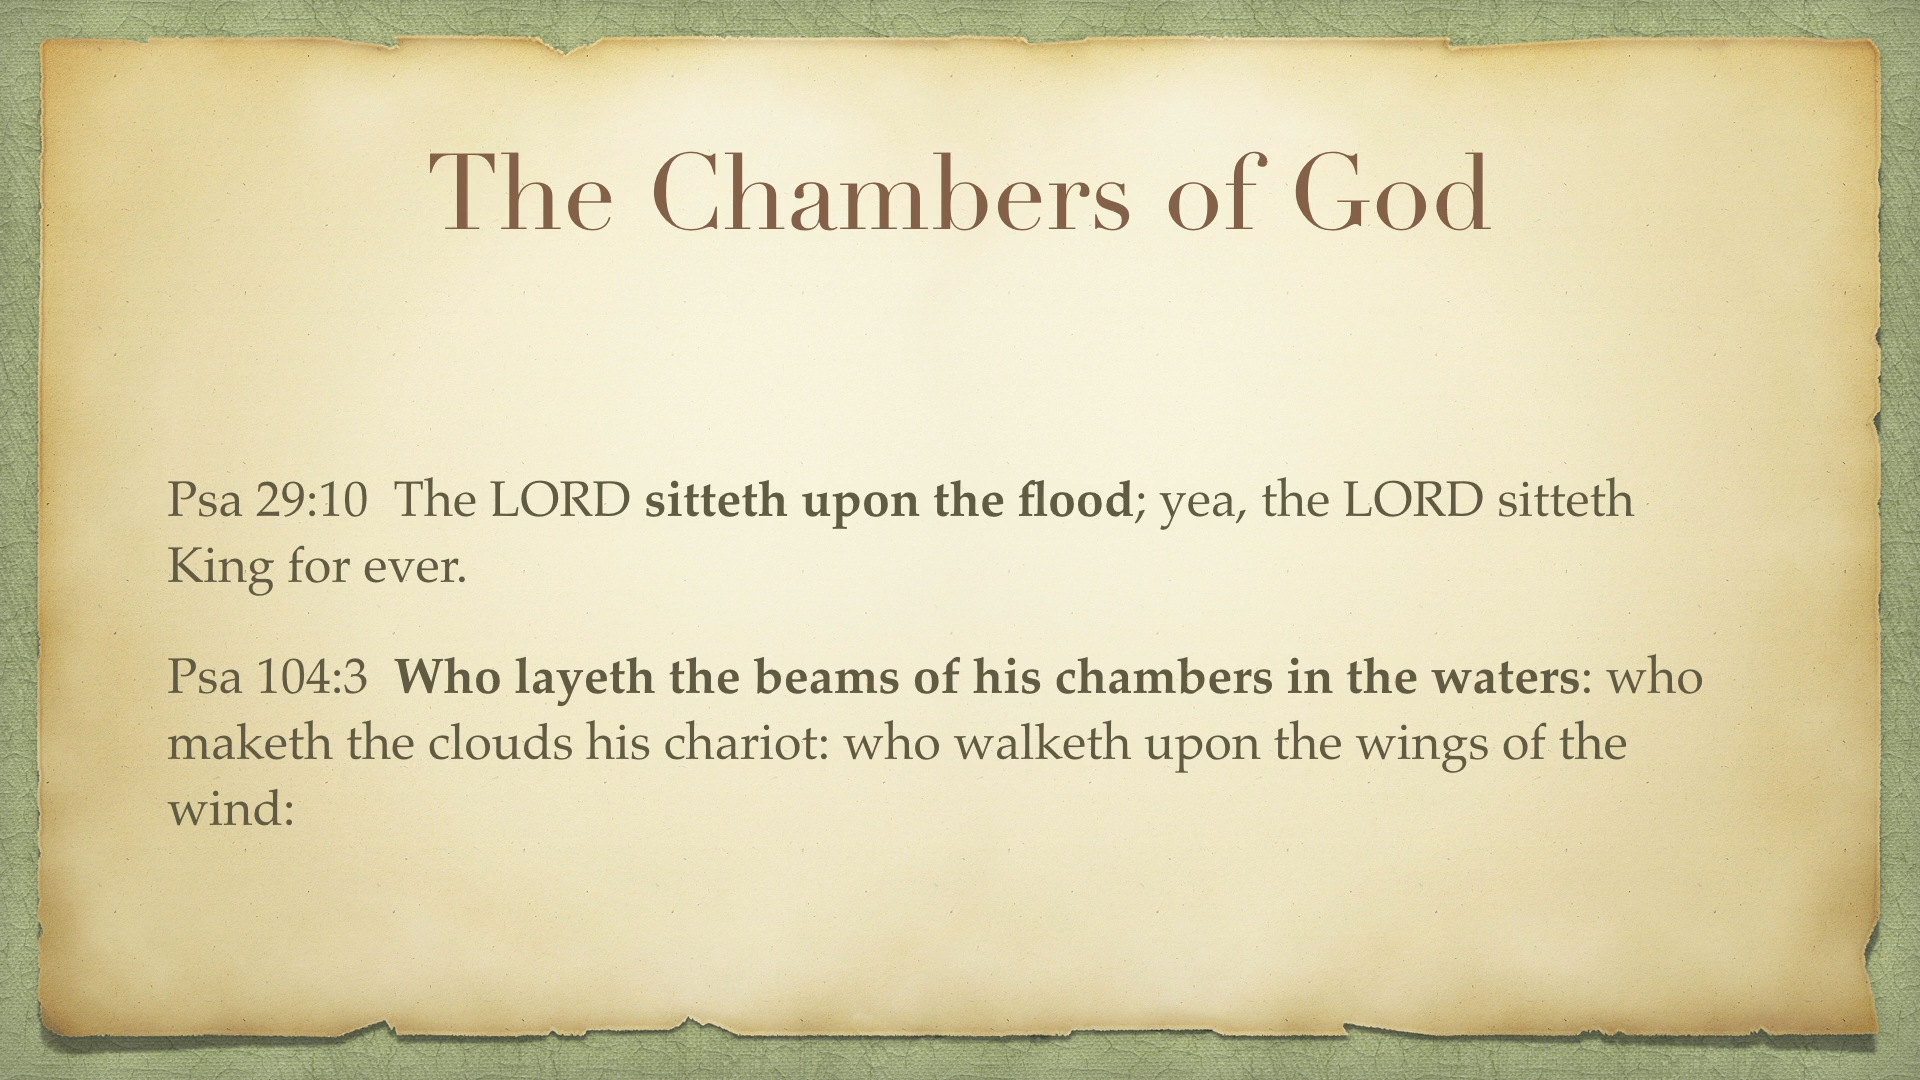 The Chambers of God
Psa 29:10  The LORD sitteth upon the flood; yea, the LORD sitteth
King for ever.
Psa 104:3  Who layeth the beams of his chambers in the waters: who
maketh the clouds his chariot: who walketh upon the wings of the
wind: